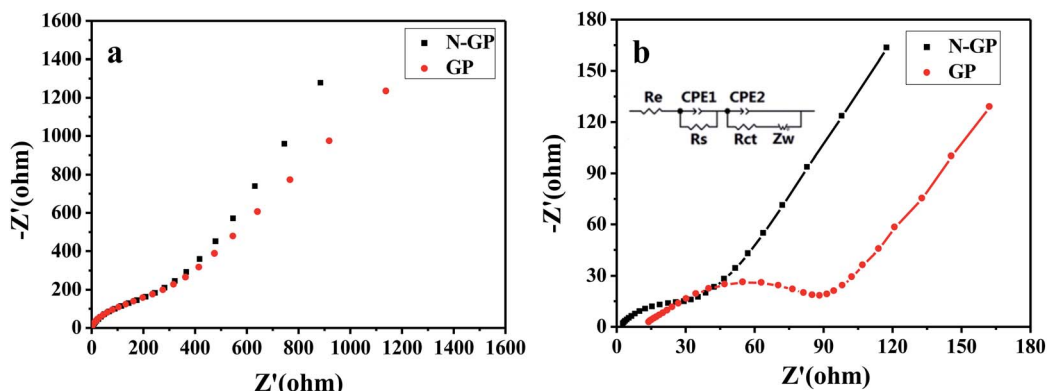 a
N-GP
GP
1600
1400
1200
1000
800
600
400
200
0
-Z'(ohm)
0 200 400 600 800 1000 1200 1400 1600
Z'(ohm)
b
N-GP
GP
Re CPE1 CPE2
Rs Rct Zw
180
150
120
90
60
30
0
-Z'(ohm)
0 30 60 90 120 150 180
Z'(ohm)